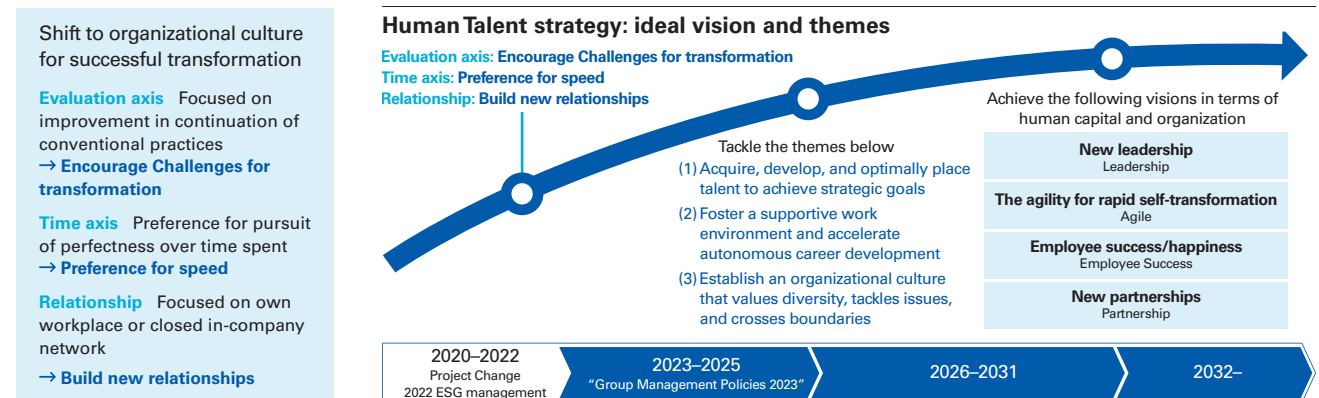 Shift to organizational culture
for successful transformation
Evaluation axis Focused on
improvement in continuation of
conventional practices
→ Encourage Challenges for
transformation
Time axis Preference for pursuit
of perfectness over time spent
→ Preference for speed
Relationship Focused on own
workplace or closed in-company
network
→ Build new relationships
Human Talent strategy: ideal vision and themes
Evaluation axis: Encourage Challenges for transformation
Time axis: Preference for speed
Relationship: Build new relationships
Tackle the themes below
(1) Acquire, develop, and optimally place
talent to achieve strategic goals
(2) Foster a supportive work
environment and accelerate
autonomous career development
(3) Establish an organizational culture
that values diversity, tackles issues,
and crosses boundaries
Achieve the following visions in terms of
human capital and organization
New leadership
Leadership
The agility for rapid self-transformation
Agile
Employee success/happiness
Employee Success
New partnerships
Partnership
2020–2022
Project Change
2022 ESG management
2023–2025
“Group Management Policies 2023”
2026–2031
2032–